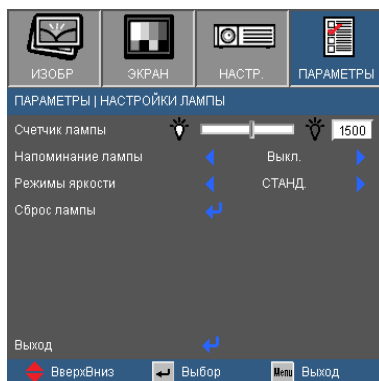 ИЗОБР ЭКРАН НАСТР. ПАРАМЕТРЫ
ПАРАМЕТРЫ | НАСТРОЙКИ ЛАМПЫ
Счетчик лампы 1500
Напоминание лампы Выкл.
Режимы яркости СТАНД.
Сброс лампы
Выход
ВверхВниз Выбор Menu Выход